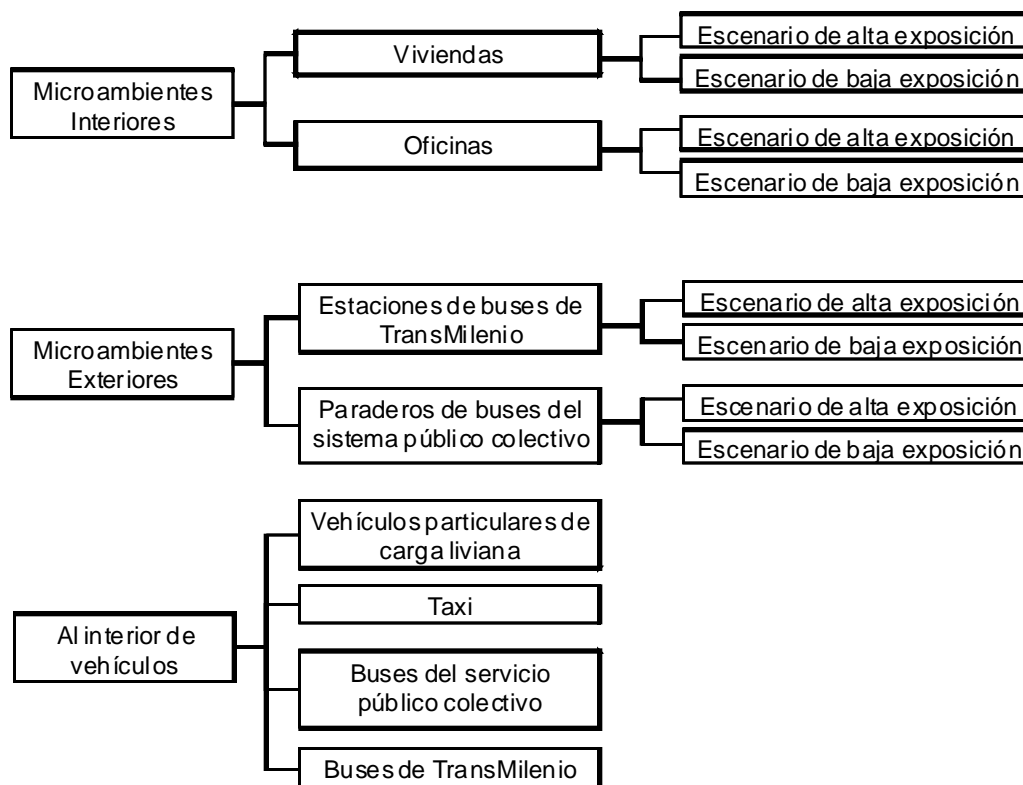 Microambientes
Interiores
Viviendas
Escenario de alta exposición
Escenario de baja exposición
Oficinas
Escenario de alta exposición
Escenario de baja exposición
Microambientes
Exteriores
Estaciones de buses de
TransMilenio
Escenario de alta exposición
Escenario de baja exposición
Paraderos de buses del
sistema público colectivo
Escenario de alta exposición
Escenario de baja exposición
Al interior de
vehículos
Vehículos particulares de
carga liviana
Taxi
Buses del servicio
público colectivo
Buses de TransMilenio